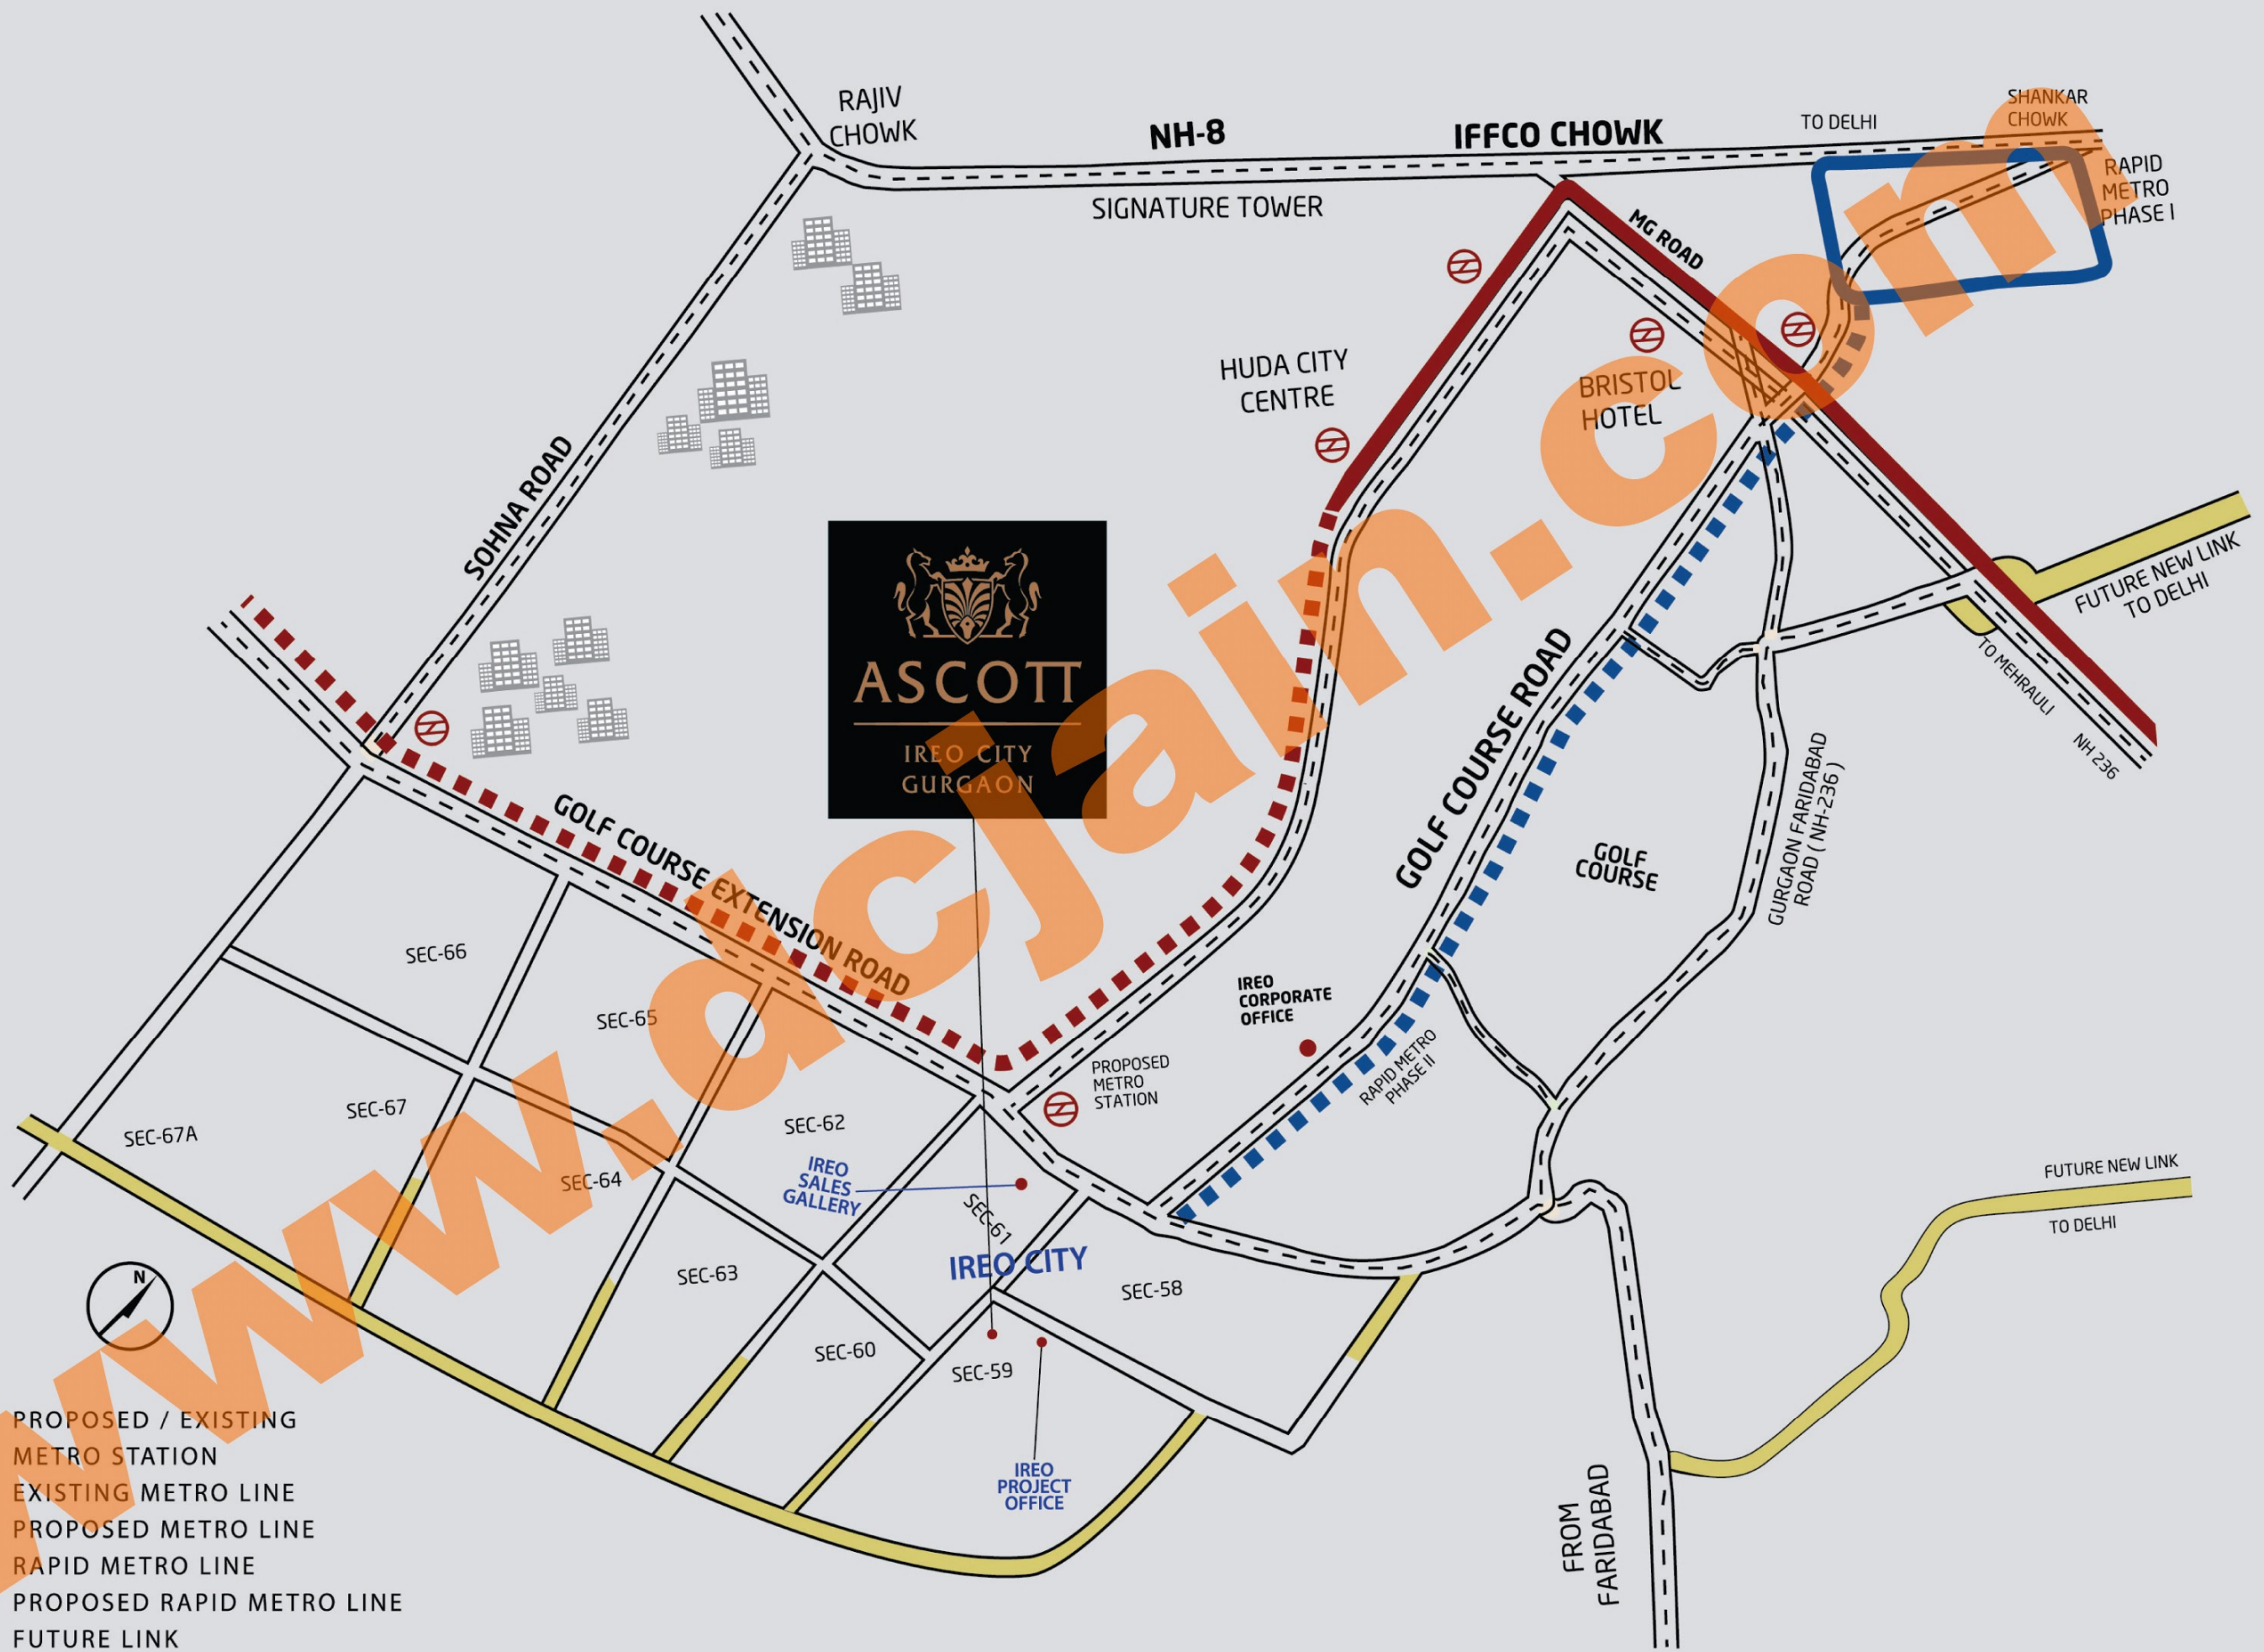 RAJIV
CHOWK
NH-8
IFFCO CHOWK
TO DELHI
SHANKAR
CHOWK
RAPID
METRO
PHASE I
SIGNATURE TOWER
MG ROAD
HUDA CITY
CENTRE
BRISTOL
HOTEL
SOHNA ROAD
ASCOTT
IREO CITY
GURGAON
FUTURE NEW LINK
TO DELHI
TO MEHRAULI
NH 236
GOLF COURSE ROAD
GOLF
COURSE
GURGAON FARIDABAD
ROAD ( NH-236 )
GOLF COURSE EXTENSION ROAD
IREO
CORPORATE
OFFICE
RAPID METRO
PHASE II
PROPOSED
METRO
STATION
SEC-66
SEC-65
SEC-67
SEC-67A
SEC-62
SEC-64
IREO
SALES
GALLERY
SEC-61
IREO CITY
SEC-63
SEC-58
SEC-60
SEC-59
IREO
PROJECT
OFFICE
FUTURE NEW LINK
TO DELHI
FROM
FARIDABAD
N
PROPOSED / EXISTING
METRO STATION
EXISTING METRO LINE
PROPOSED METRO LINE
RAPID METRO LINE
PROPOSED RAPID METRO LINE
FUTURE LINK
www.dcjain.com